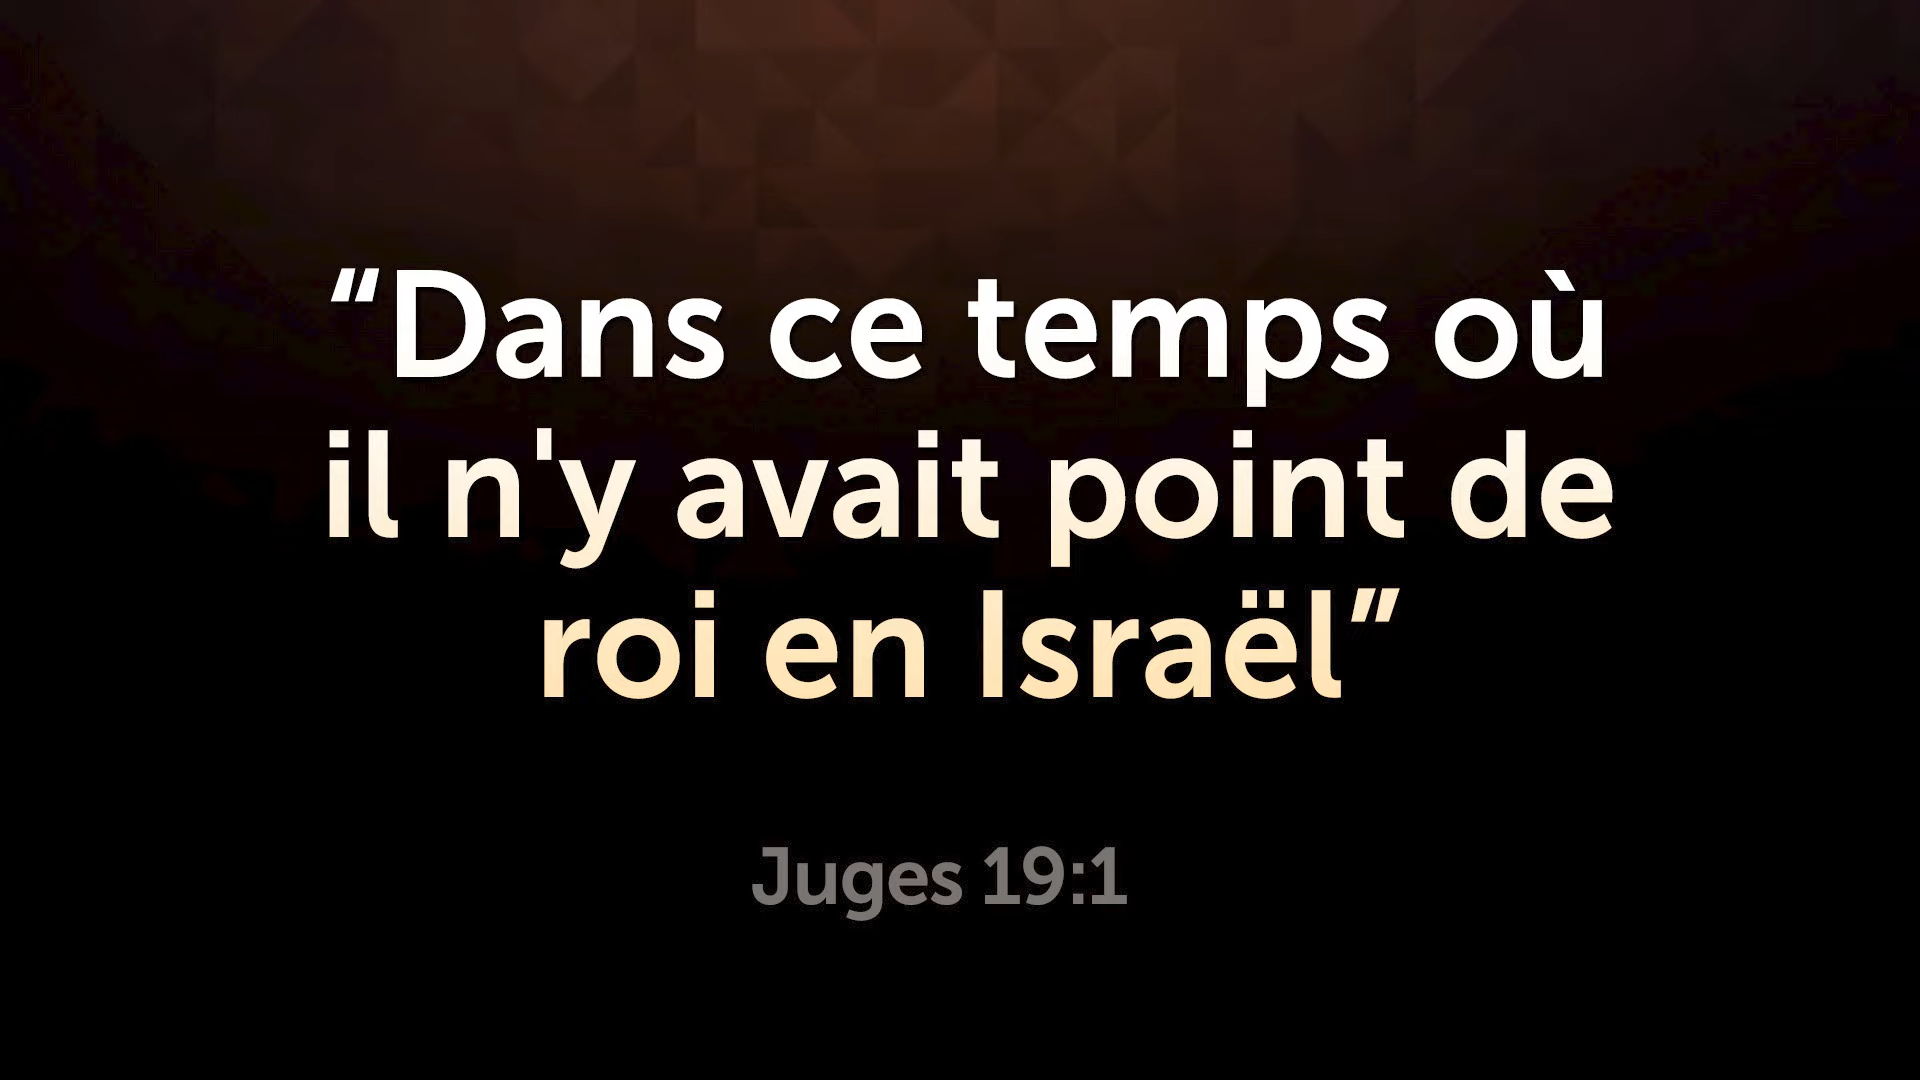 “Dans ce temps où
il n'y avait point de
roi en Israël”
Juges 19:1